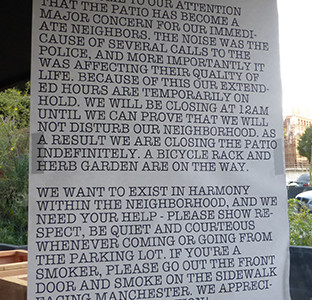 TO OUR ATTENTION
THAT THE PATIO HAS BECOME A
MAJOR CONCERN FOR OUR IMMEDI-
ATE NEIGHBORS. THE NOISE WAS THE
CAUSE OF SEVERAL CALLS TO THE
POLICE, AND MORE IMPORTANTLY IT
WAS AFFECTING THEIR QUALITY OF
LIFE. BECAUSE OF THIS OUR EXTEND-
ED HOURS ARE TEMPORARILY ON
HOLD. WE WILL BE CLOSING AT 12AM
UNTIL WE CAN PROVE THAT WE WILL
NOT DISTURB OUR NEIGHBORHOOD. AS
A RESULT WE ARE CLOSING THE PATIO
INDEFINITELY. A BICYCLE RACK AND
HERB GARDEN ARE ON THE WAY.
WE WANT TO EXIST IN HARMONY
WITHIN THE NEIGHBORHOOD, AND WE
NEED YOUR HELP - PLEASE SHOW RE-
SPECT, BE QUIET AND COURTEOUS
WHENEVER COMING OR GOING FROM
THE PARKING LOT. IF YOU'RE A
SMOKER, PLEASE GO OUT THE FRONT
DOOR AND SMOKE ON THE SIDEWALK
FACING MANCHESTER. WE APPRECI-